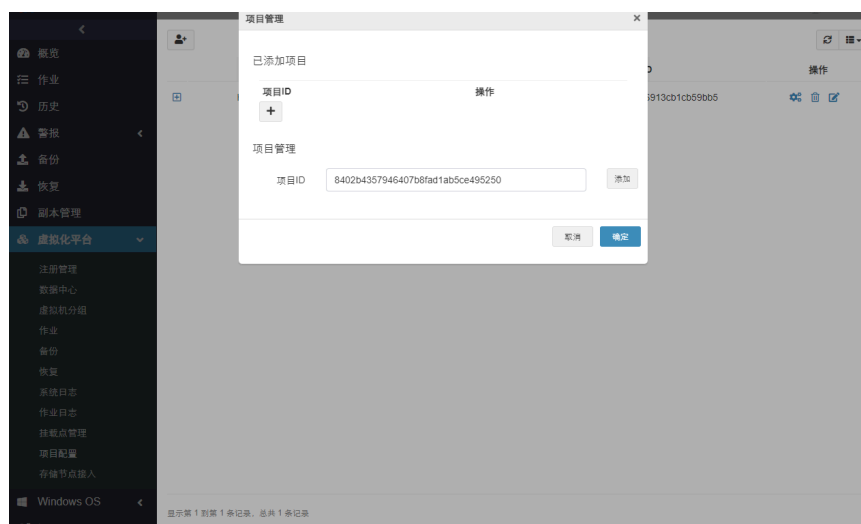 项目管理
×
概览
作业
历史
警报
备份
恢复
副本管理
虚拟化平台
注册管理
数据中心
虚拟机分组
作业
备份
恢复
系统日志
作业日志
挂载点管理
项目配置
存储节点接入
Windows OS
已添加项目
项目ID 操作
项目管理
项目ID 8402b4357946407b8fad1ab5ce495250 添加
取消 确定
操作
5913cb1cb59bb5
显示第 1 到第 1 条记录，总共 1 条记录